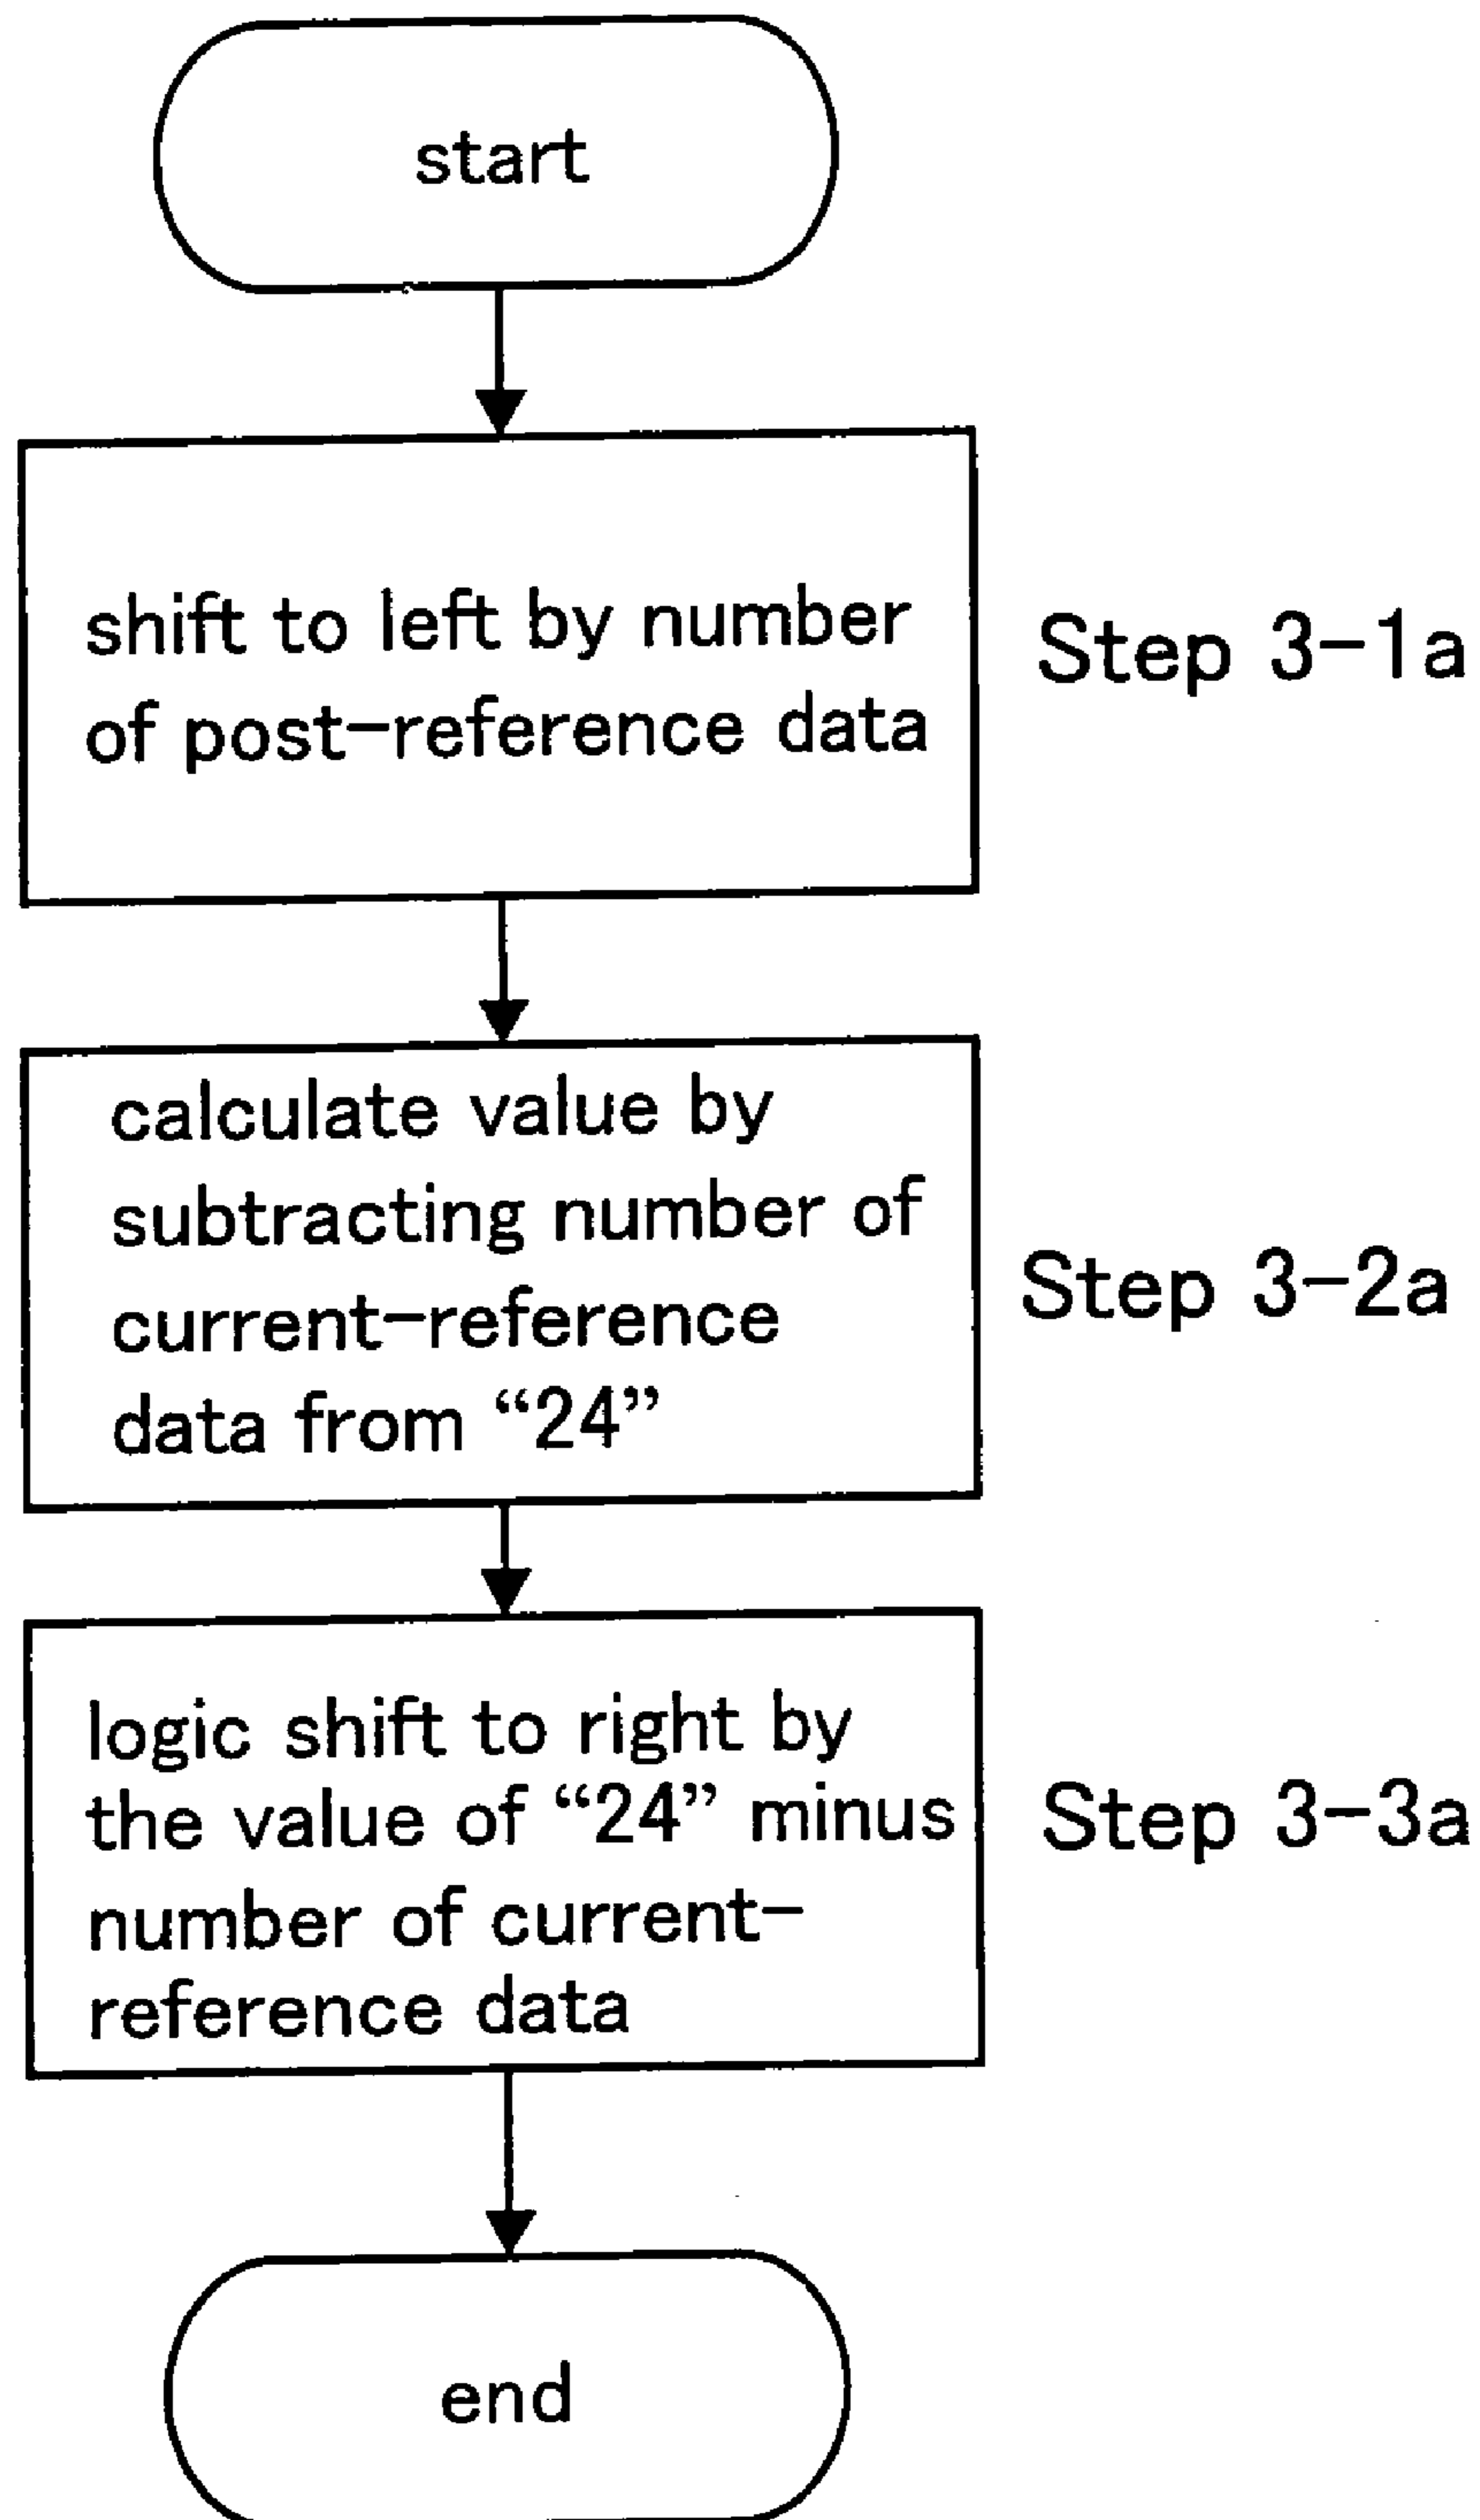 start
shift to left by number
of post-reference data
Step 3-1a
calculate value by
subtracting number of
current-reference
data from “24”
Step 3-2a
logic shift to right by
the value of “24” minus
number of current-
reference data
Step 3-3a
end